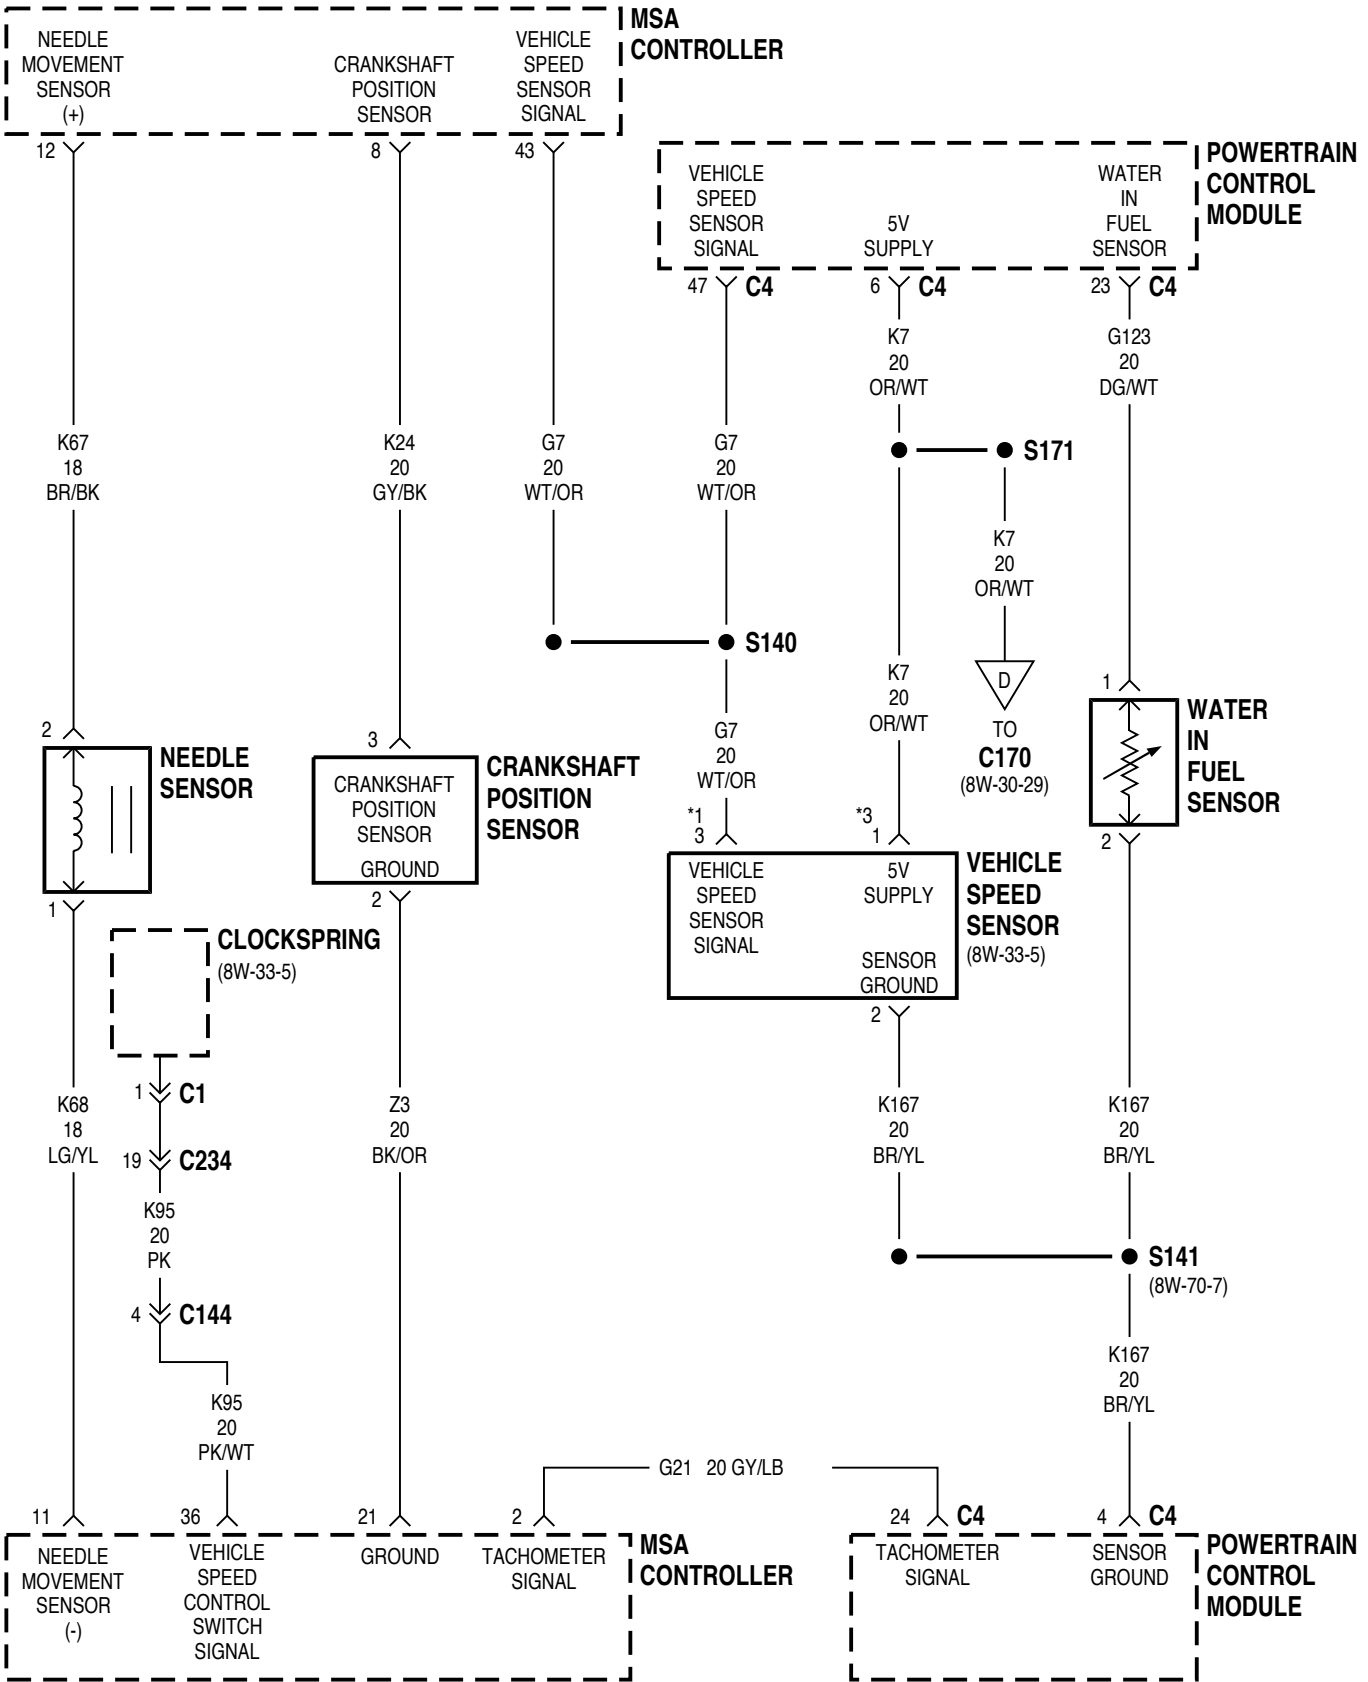 MSA
CONTROLLER
NEEDLE
MOVEMENT
SENSOR
(+)
CRANKSHAFT
POSITION
SENSOR
VEHICLE
SPEED
SENSOR
SIGNAL
12
8
43
POWERTRAIN
CONTROL
MODULE
VEHICLE
SPEED
SENSOR
SIGNAL
5V
SUPPLY
WATER
IN
FUEL
SENSOR
47 C4
6 C4
23 C4
K7
20
OR/WT
G123
20
DG/WT
K67
18
BR/BK
K24
20
GY/BK
G7
20
WT/OR
G7
20
WT/OR
S171
K7
20
OR/WT
S140
K7
20
OR/WT
D
TO
C170
(8W-30-29)
G7
20
WT/OR
1
WATER
IN
FUEL
SENSOR
2
2
NEEDLE
SENSOR
1
3
CRANKSHAFT
POSITION
SENSOR
GROUND
CRANKSHAFT
POSITION
SENSOR
2
*1
3
*3
1
VEHICLE
SPEED
SENSOR
SIGNAL
5V
SUPPLY
SENSOR
GROUND
VEHICLE
SPEED
SENSOR
(8W-33-5)
2
CLOCKSPRING
(8W-33-5)
1 C1
19 C234
K68
18
LG/YL
Z3
20
BK/OR
K167
20
BR/YL
K167
20
BR/YL
K95
20
PK
4 C144
S141
(8W-70-7)
K95
20
PK/WT
K167
20
BR/YL
G21 20 GY/LB
11
36
21
2
24 C4
4 C4
NEEDLE
MOVEMENT
SENSOR
(-)
VEHICLE
SPEED
CONTROL
SWITCH
SIGNAL
GROUND
TACHOMETER
SIGNAL
MSA
CONTROLLER
TACHOMETER
SIGNAL
SENSOR
GROUND
POWERTRAIN
CONTROL
MODULE